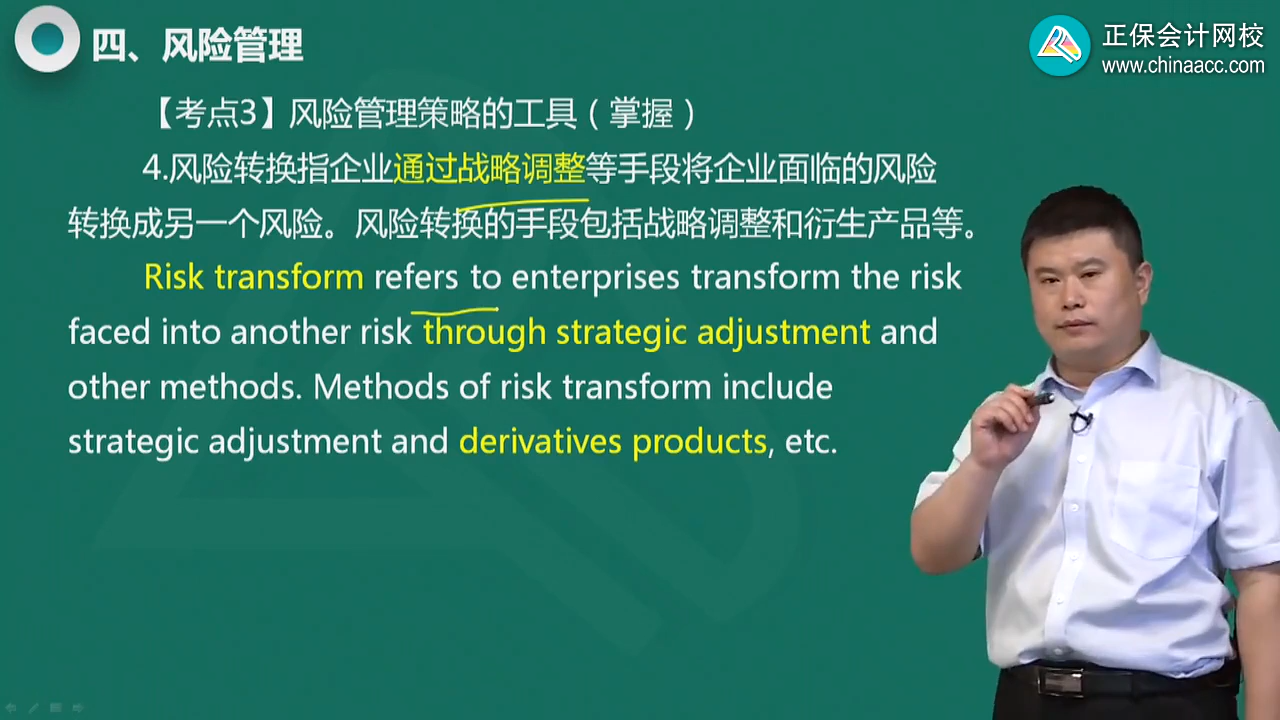 四、风险管理
正保会计网校
www.chinaacc.com
【考点3】风险管理策略的工具（掌握）
4.风险转换指企业通过战略调整等手段将企业面临的风险
转换成另一个风险。风险转换的手段包括战略调整和衍生产品等。
Risk transform refers to enterprises transform the risk
faced into another risk through strategic adjustment and
other methods. Methods of risk transform include
strategic adjustment and derivatives products, etc.